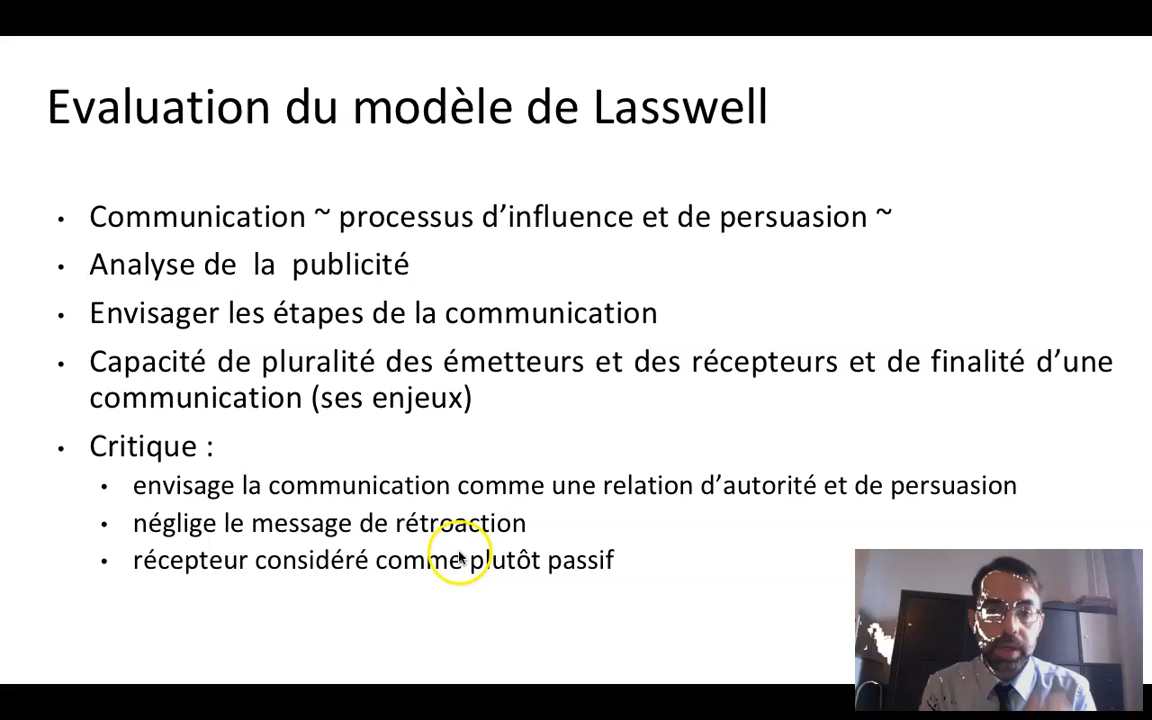 Evaluation du modèle de Lasswell
• Communication ~ processus d’influence et de persuasion ~
• Analyse de la publicité
• Envisager les étapes de la communication
• Capacité de pluralité des émetteurs et des récepteurs et de finalité d’une
communication (ses enjeux)
• Critique :
• envisage la communication comme une relation d’autorité et de persuasion
• néglige le message de rétroaction
• récepteur considéré comme plutôt passif